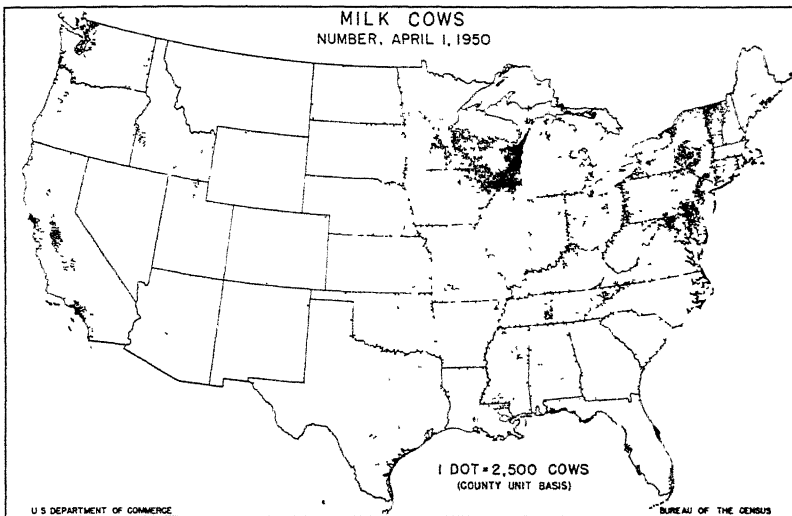 MILK COWS
NUMBER, APRIL 1, 1950
1 DOT = 2,500 COWS
(COUNTY UNIT BASIS)
U S DEPARTMENT OF COMMERCE
BUREAU OF THE CENSUS